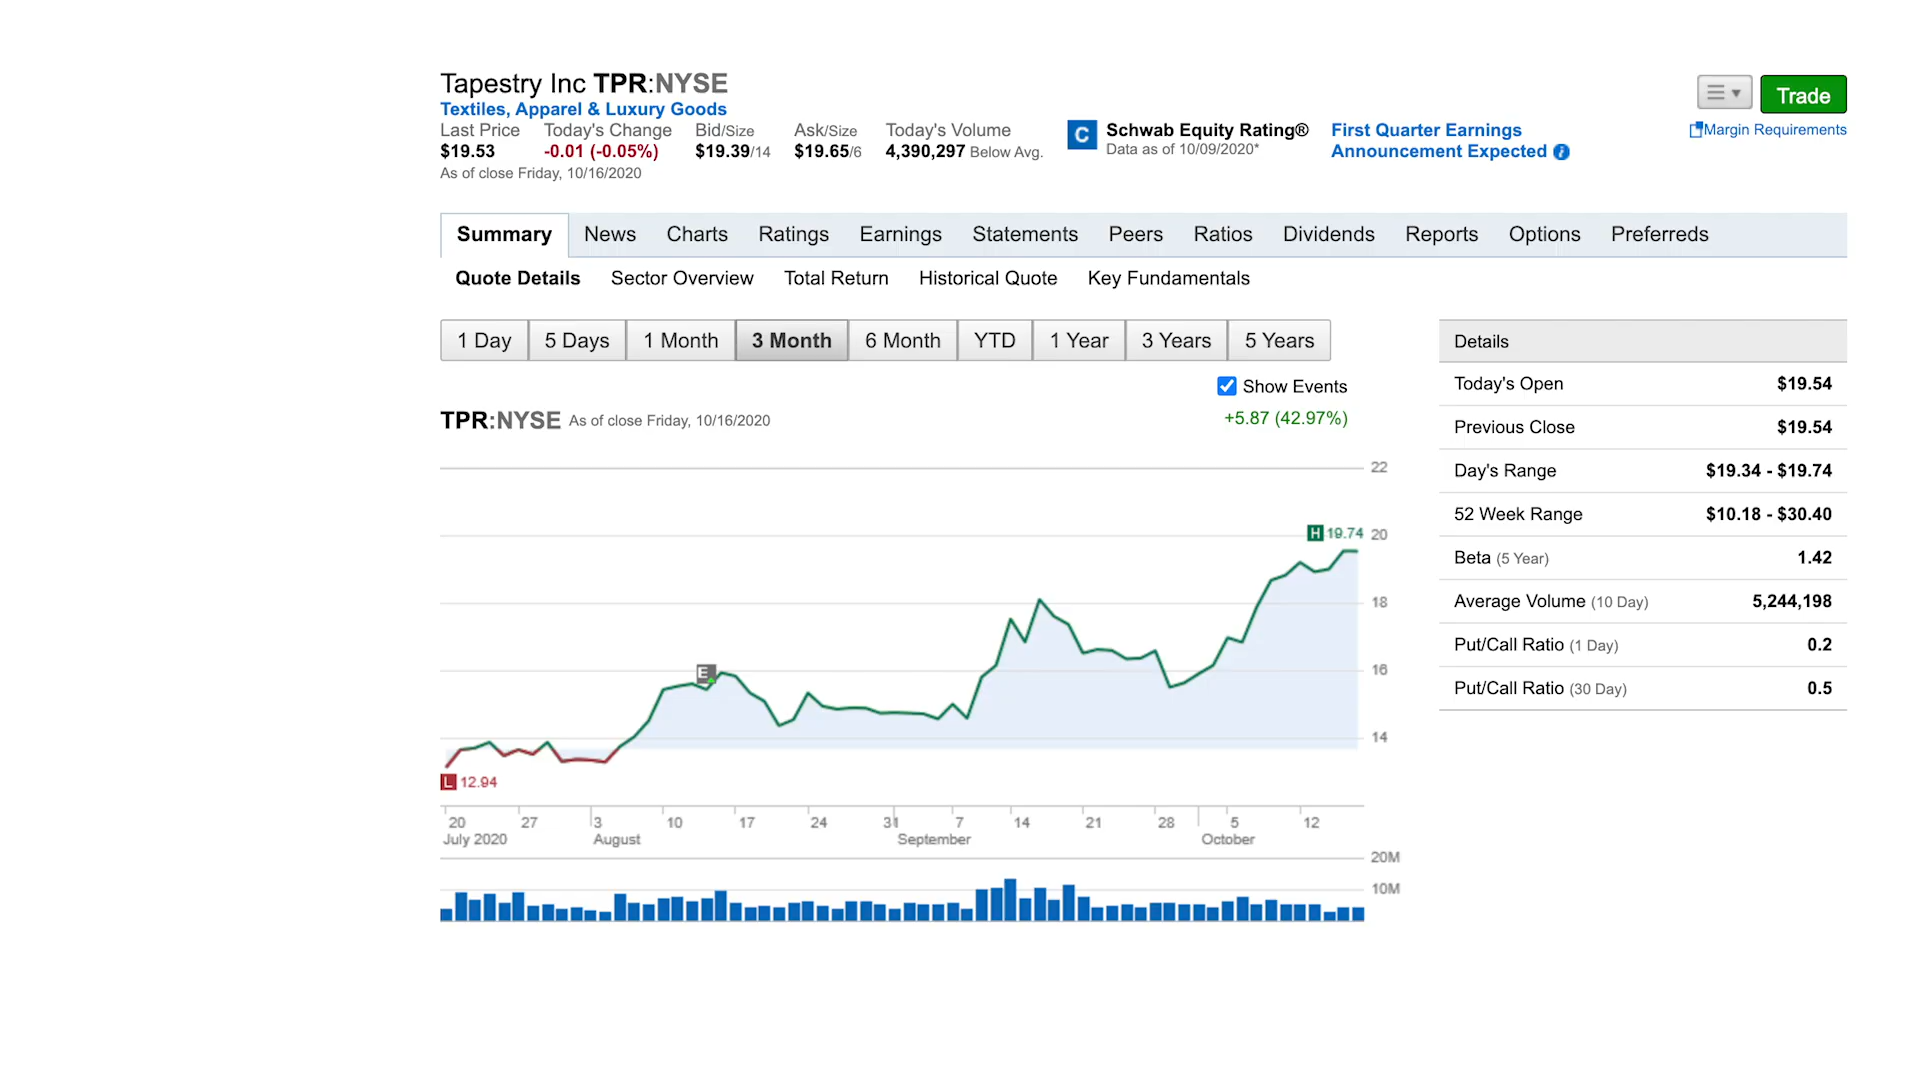 Tapestry Inc TPR:NYSE
Textiles, Apparel & Luxury Goods
Last Price Today's Change Bid/Size Ask/Size Today's Volume
$19.53 -0.01 (-0.05%) $19.39/14 $19.65/6 4,390,297 Below Avg.
As of close Friday, 10/16/2020
C Schwab Equity Rating®
Data as of 10/09/2020*
First Quarter Earnings
Announcement Expected i
Trade
Margin Requirements
Summary News Charts Ratings Earnings Statements Peers Ratios Dividends Reports Options Preferreds
Quote Details Sector Overview Total Return Historical Quote Key Fundamentals
1 Day 5 Days 1 Month 3 Month 6 Month YTD 1 Year 3 Years 5 Years
Show Events
TPR:NYSE As of close Friday, 10/16/2020
+5.87 (42.97%)
22
H 19.74 20
18
E 16
14
L 12.94
20 27 3 10 17 24 31 7 14 21 28 5 12
July 2020 August September October
20M
10M
Details
Today's Open $19.54
Previous Close $19.54
Day's Range $19.34 - $19.74
52 Week Range $10.18 - $30.40
Beta (5 Year) 1.42
Average Volume (10 Day) 5,244,198
Put/Call Ratio (1 Day) 0.2
Put/Call Ratio (30 Day) 0.5